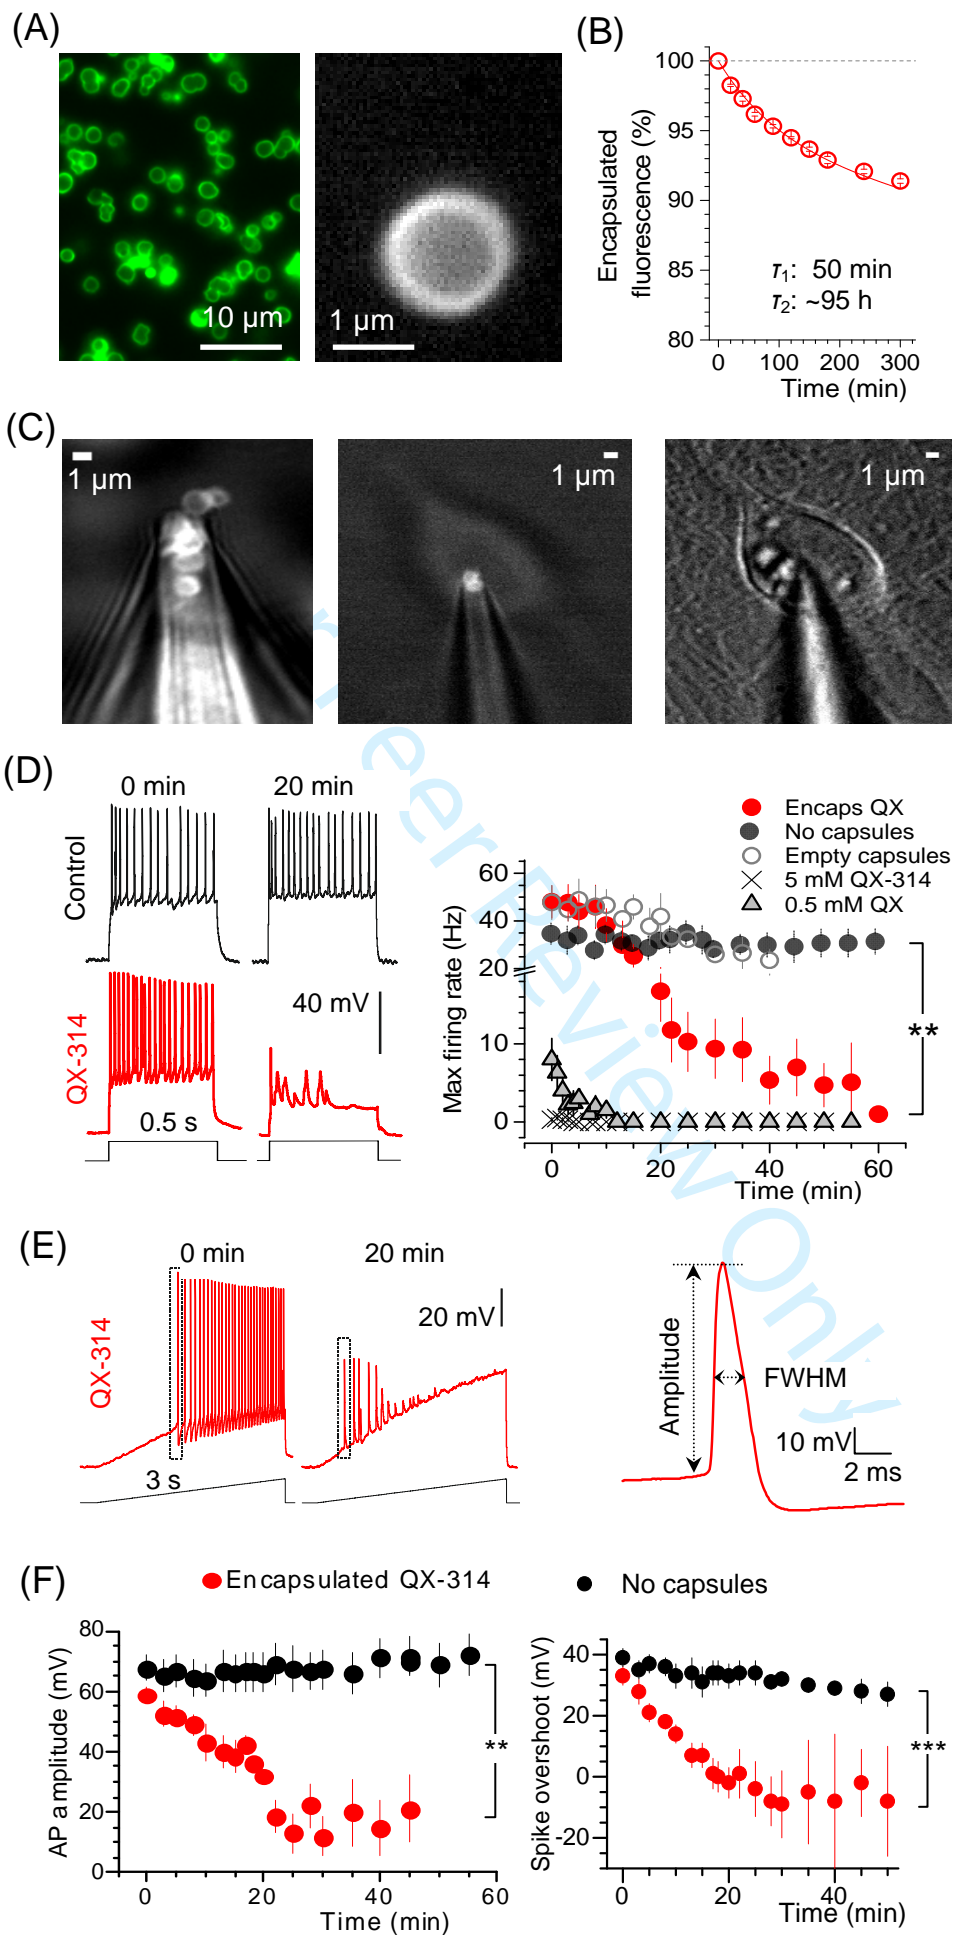 (A)
10 µm
1 µm
(B)
Encapsulated
fluorescence (%)
100
95
90
85
80
τ1: 50 min
τ2: ~95 h
0 100 200 300
Time (min)
(C)
1 µm
1 µm
1 µm
(D)
0 min
20 min
Control
QX-314
40 mV
0.5 s
Encaps QX
No capsules
Empty capsules
5 mM QX-314
0.5 mM QX
Max firing rate (Hz)
60
40
20
10
0
**
0 20 40 60
Time (min)
(E)
0 min
20 min
QX-314
20 mV
3 s
Amplitude
FWHM
10 mV
2 ms
(F)
Encapsulated QX-314
No capsules
AP amplitude (mV)
80
60
40
20
0
**
0 20 40 60
Time (min)
Spike overshoot (mV)
40
20
0
-20
***
0 20 40
Time (min)
eer Review Only